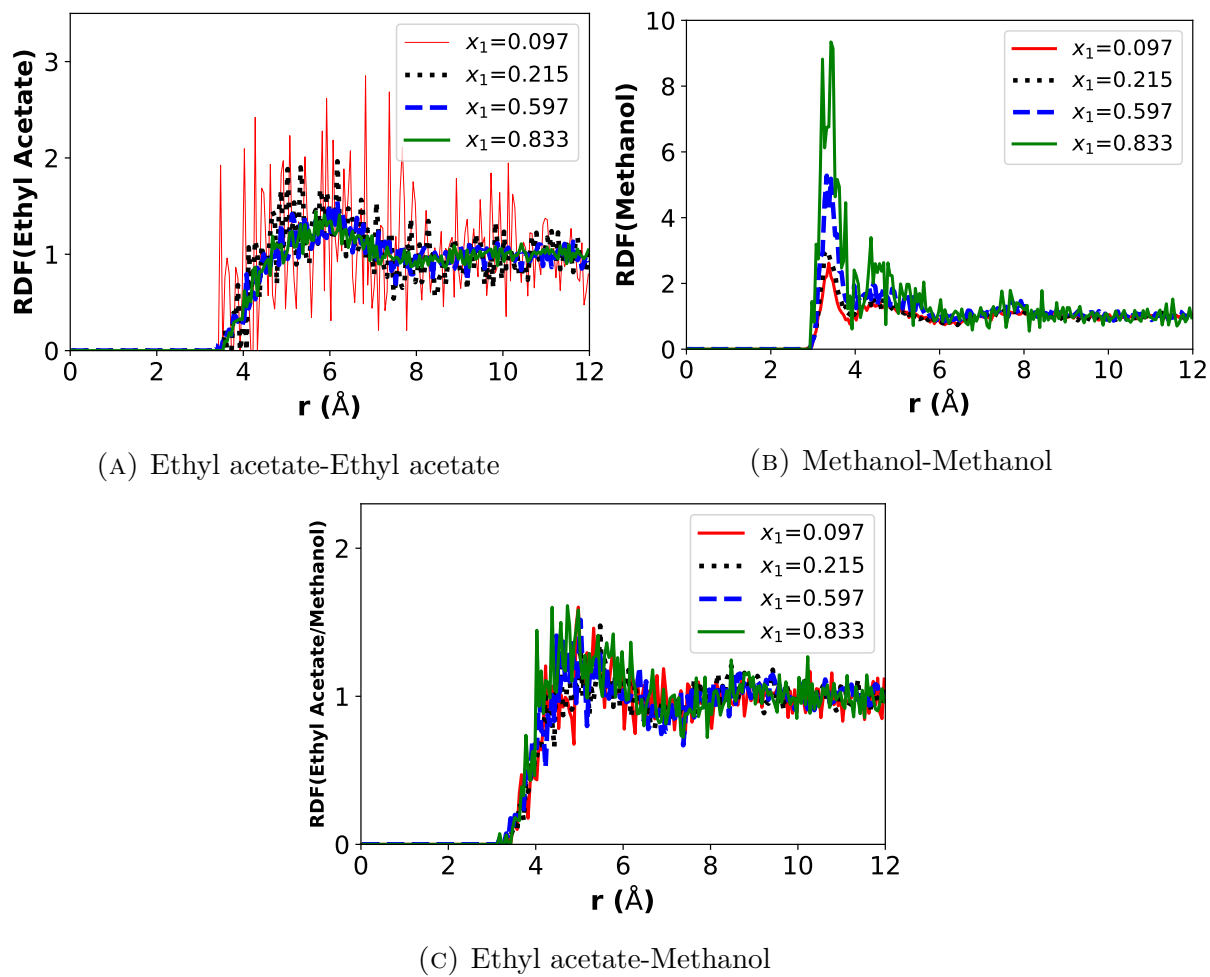 RDF(Ethyl Acetate)
3
2
1
0
x₁=0.097
x₁=0.215
x₁=0.597
x₁=0.833
0 2 4 6 8 10 12
r (Å)
(A) Ethyl acetate-Ethyl acetate
RDF(Methanol)
10
8
6
4
2
0
x₁=0.097
x₁=0.215
x₁=0.597
x₁=0.833
0 2 4 6 8 10 12
r (Å)
(B) Methanol-Methanol
RDF(Ethyl Acetate/Methanol)
2
1
0
x₁=0.097
x₁=0.215
x₁=0.597
x₁=0.833
0 2 4 6 8 10 12
r (Å)
(C) Ethyl acetate-Methanol